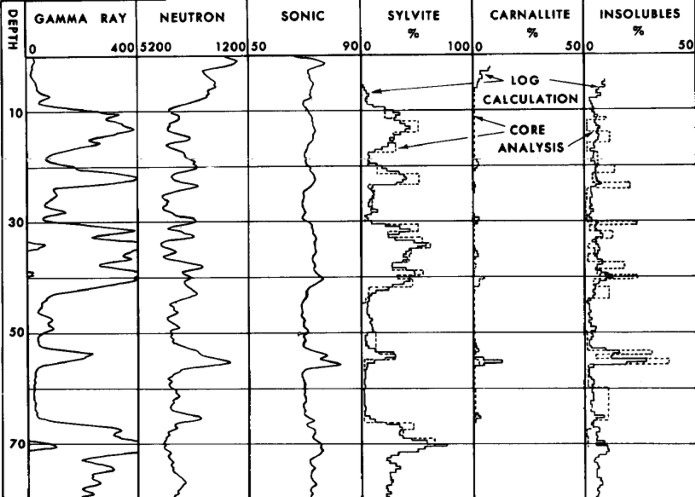 DEPTH
GAMMA RAY
0 400
NEUTRON
5200 1200
SONIC
50 90
SYLVITE
%
0 100
CARNALLITE
%
0 50
INSOLUBLES
%
0 50
LOG
CALCULATION
CORE
ANALYSIS
10
30
50
70